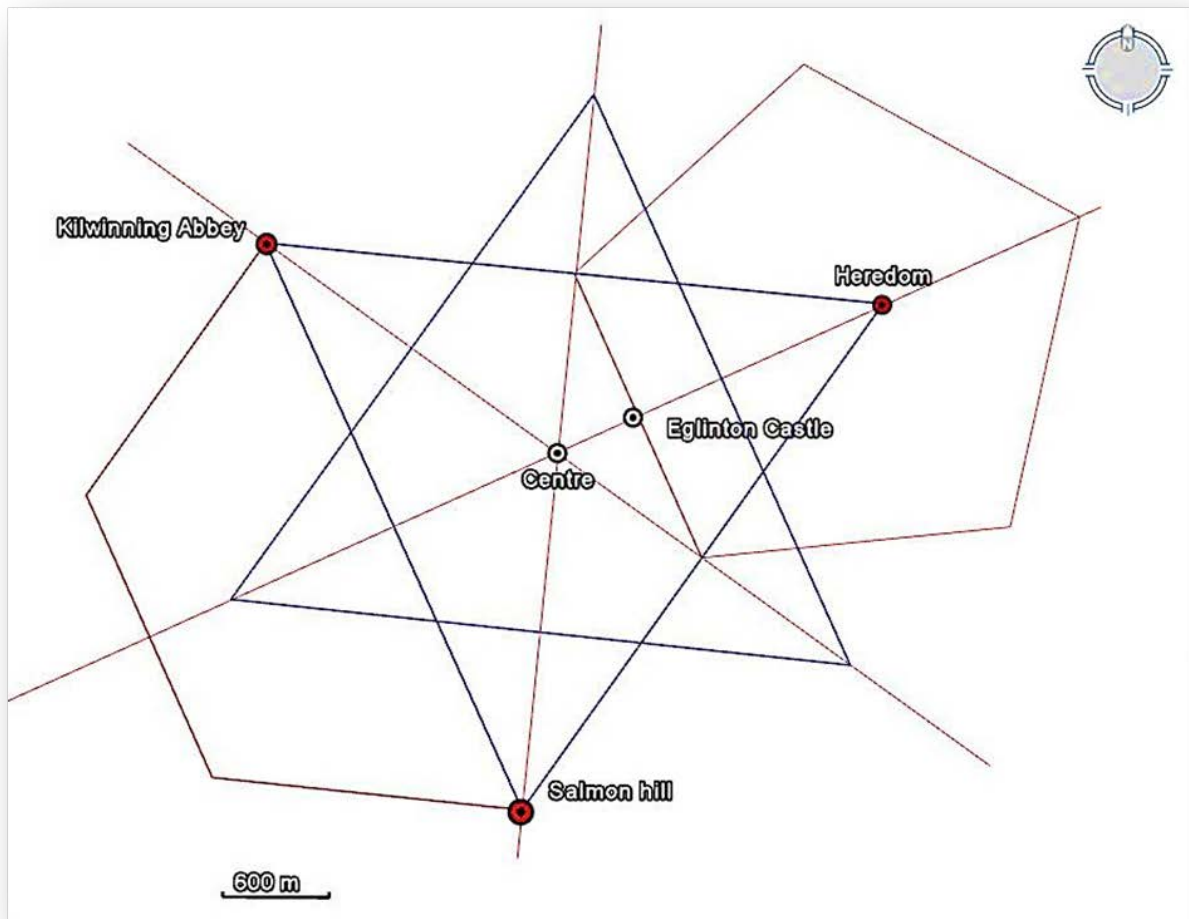 N
Kilwinning Abbey
Heredom
Eglinton Castle
Centre
Salmon hill
600 m